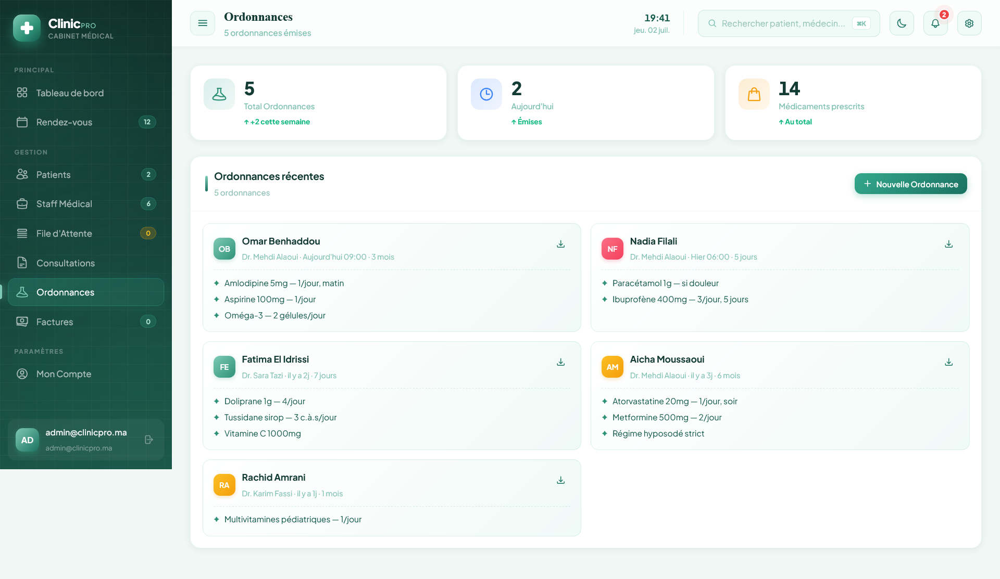 ClinicPRO
CABINET MÉDICAL
PRINCIPAL
Tableau de bord
Rendez-vous 12
GESTION
Patients 2
Staff Médical 6
File d'Attente 0
Consultations
Ordonnances
Factures 0
PARAMÈTRES
Mon Compte
AD
admin@clinicpro.ma
admin@clinicpro.ma
Ordonnances
5 ordonnances émises
19:41
jeu. 02 juil.
Rechercher patient, médecin... ⌘K
2
5
Total Ordonnances
↑ +2 cette semaine
2
Aujourd'hui
↑ Émises
14
Médicaments prescrits
↑ Au total
Ordonnances récentes
5 ordonnances
+ Nouvelle Ordonnance
OB
Omar Benhaddou
Dr. Mehdi Alaoui · Aujourd'hui 09:00 · 3 mois
✦ Amlodipine 5mg — 1/jour, matin
✦ Aspirine 100mg — 1/jour
✦ Oméga-3 — 2 gélules/jour
NF
Nadia Filali
Dr. Mehdi Alaoui · Hier 06:00 · 5 jours
✦ Paracétamol 1g — si douleur
✦ Ibuprofène 400mg — 3/jour, 5 jours
FE
Fatima El Idrissi
Dr. Sara Tazi · il y a 2j · 7 jours
✦ Doliprane 1g — 4/jour
✦ Tussidane sirop — 3 c.à.s/jour
✦ Vitamine C 1000mg
AM
Aicha Moussaoui
Dr. Mehdi Alaoui · il y a 3j · 6 mois
✦ Atorvastatine 20mg — 1/jour, soir
✦ Metformine 500mg — 2/jour
✦ Régime hyposodé strict
RA
Rachid Amrani
Dr. Karim Fassi · il y a 1j · 1 mois
✦ Multivitamines pédiatriques — 1/jour